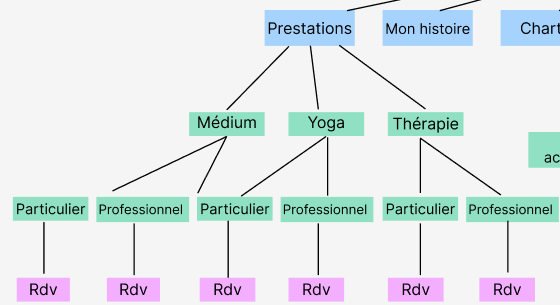 Prestations
Mon histoire
Médium
Yoga
Thérapie
Particulier
Professionnel
Particulier
Professionnel
Particulier
Professionnel
Rdv
Rdv
Rdv
Rdv
Rdv
Rdv